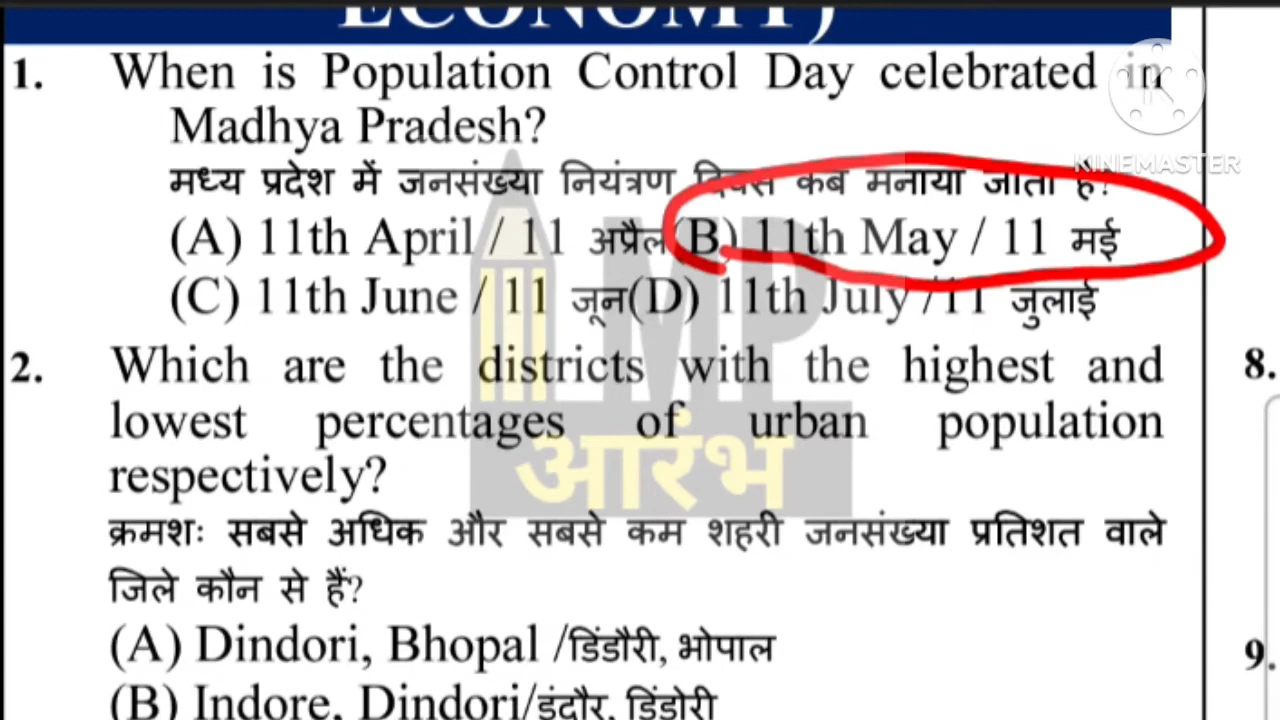 ECONOMY)
1. When is Population Control Day celebrated in
Madhya Pradesh?
मध्य प्रदेश में जनसंख्या नियंत्रण दिवस कब मनाया जाता है?
(A) 11th April / 11 अप्रैल (B) 11th May / 11 मई
(C) 11th June / 11 जून (D) 11th July / 11 जुलाई
2. Which are the districts with the highest and
lowest percentages of urban population
respectively?
क्रमशः सबसे अधिक और सबसे कम शहरी जनसंख्या प्रतिशत वाले
जिले कौन से हैं?
(A) Dindori, Bhopal /डिंडौरी, भोपाल
(B) Indore, Dindori/इंदौर, डिंडोरी
8.
9.
KINEMASTER
MP
आरंभ